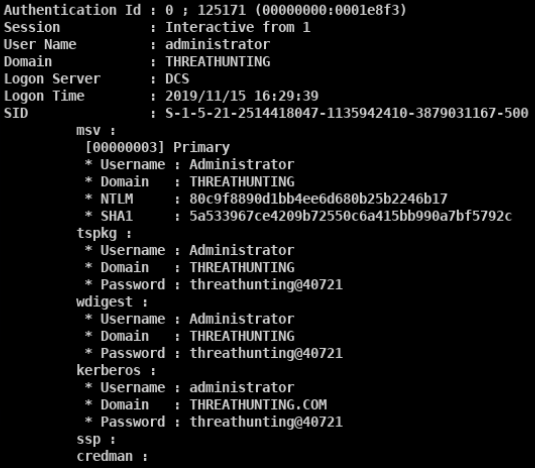 Authentication Id : 0 ; 125171 (00000000:0001e8f3)
Session           : Interactive from 1
User Name         : administrator
Domain            : THREATHUNTING
Logon Server      : DCS
Logon Time        : 2019/11/15 16:29:39
SID               : S-1-5-21-2514418047-1135942410-3879031167-500
msv :
[00000003] Primary
* Username : Administrator
* Domain   : THREATHUNTING
* NTLM     : 80c9f8890d1bb4ee6d680b25b2246b17
* SHA1     : 5a533967ce4209b72550c6a415bb990a7bf5792c
tspkg :
* Username : Administrator
* Domain   : THREATHUNTING
* Password : threathunting@40721
wdigest :
* Username : Administrator
* Domain   : THREATHUNTING
* Password : threathunting@40721
kerberos :
* Username : administrator
* Domain   : THREATHUNTING.COM
* Password : threathunting@40721
ssp :
credman :